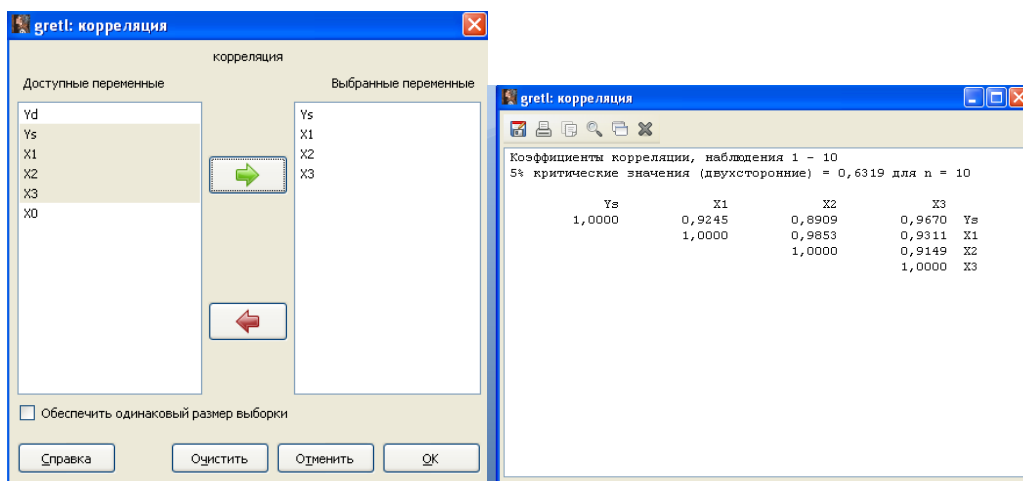 gretl: корреляция
корреляция
Доступные переменные
Выбранные переменные
Yd
Ys
X1
X2
X3
X0
Ys
X1
X2
X3
Обеспечить одинаковый размер выборки
Справка
Очистить
Отменить
OK
gretl: корреляция
Коэффициенты корреляции, наблюдения 1 - 10
5% критические значения (двухсторонние) = 0,6319 для n = 10
Ys X1 X2 X3
1,0000 0,9245 0,8909 0,9670 Ys
1,0000 0,9853 0,9311 X1
1,0000 0,9149 X2
1,0000 X3